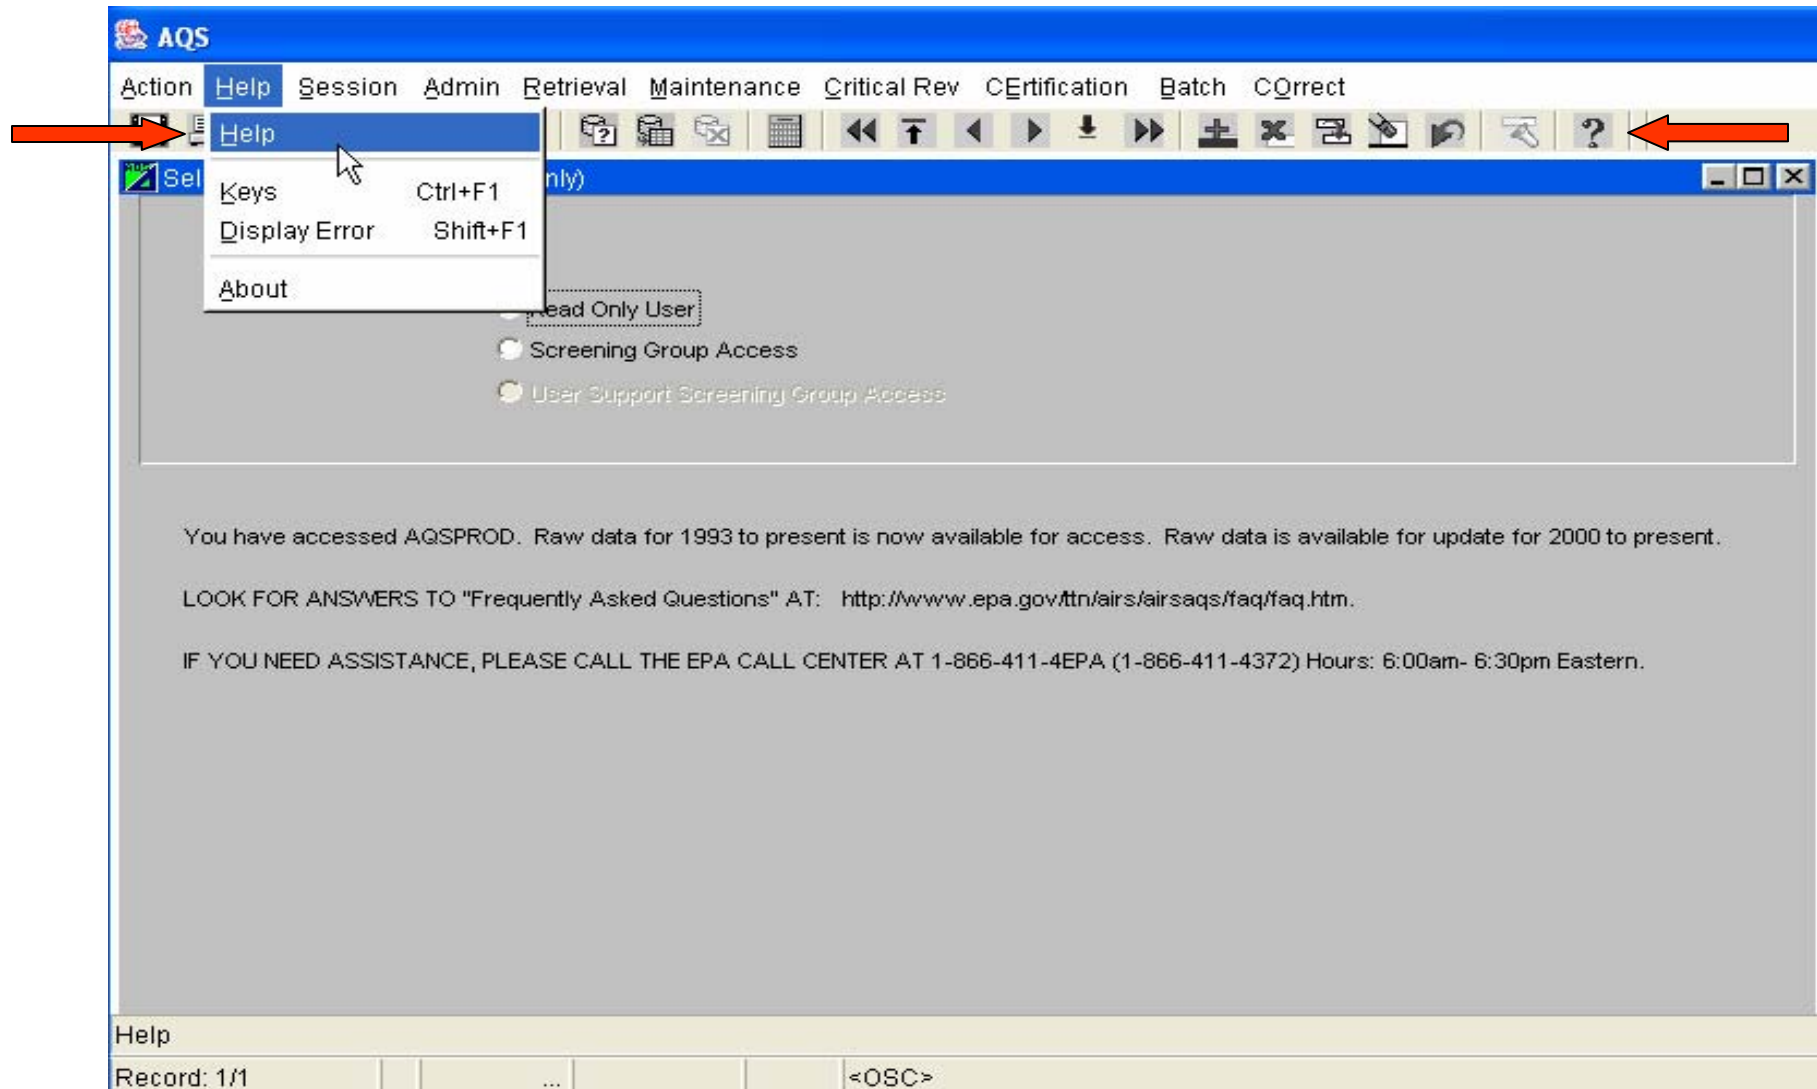 AQS
Action Help Session Admin Retrieval Maintenance Critical Rev CErtification Batch COrrect
Help
Sel nly)
Keys Ctrl+F1
Display Error Shift+F1
About
Read Only User
Screening Group Access
User Support Screening Group Access
You have accessed AQSPROD. Raw data for 1993 to present is now available for access. Raw data is available for update for 2000 to present.
LOOK FOR ANSWERS TO "Frequently Asked Questions" AT: http://www.epa.gov/ttn/airs/airsaqs/faq/faq.htm.
IF YOU NEED ASSISTANCE, PLEASE CALL THE EPA CALL CENTER AT 1-866-411-4EPA (1-866-411-4372) Hours: 6:00am- 6:30pm Eastern.
Help
Record: 1/1 ... <OSC>